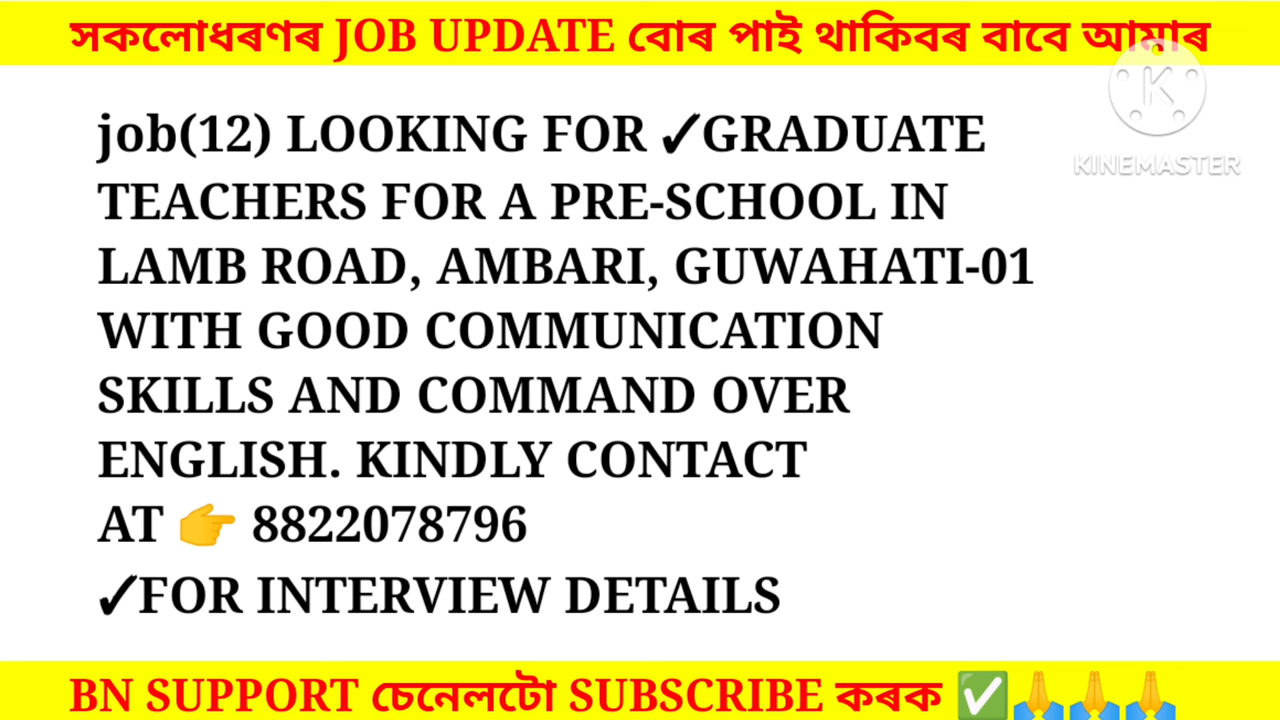 সকলোধৰণৰ JOB UPDATE বোৰ পাই থাকিবৰ বাবে আমাৰ
KINEMASTER
job(12) LOOKING FOR ✓GRADUATE
TEACHERS FOR A PRE-SCHOOL IN
LAMB ROAD, AMBARI, GUWAHATI-01
WITH GOOD COMMUNICATION
SKILLS AND COMMAND OVER
ENGLISH. KINDLY CONTACT
AT 👉 8822078796
✓FOR INTERVIEW DETAILS
BN SUPPORT চেনেলটো SUBSCRIBE কৰক ✅🙏🙏🙏